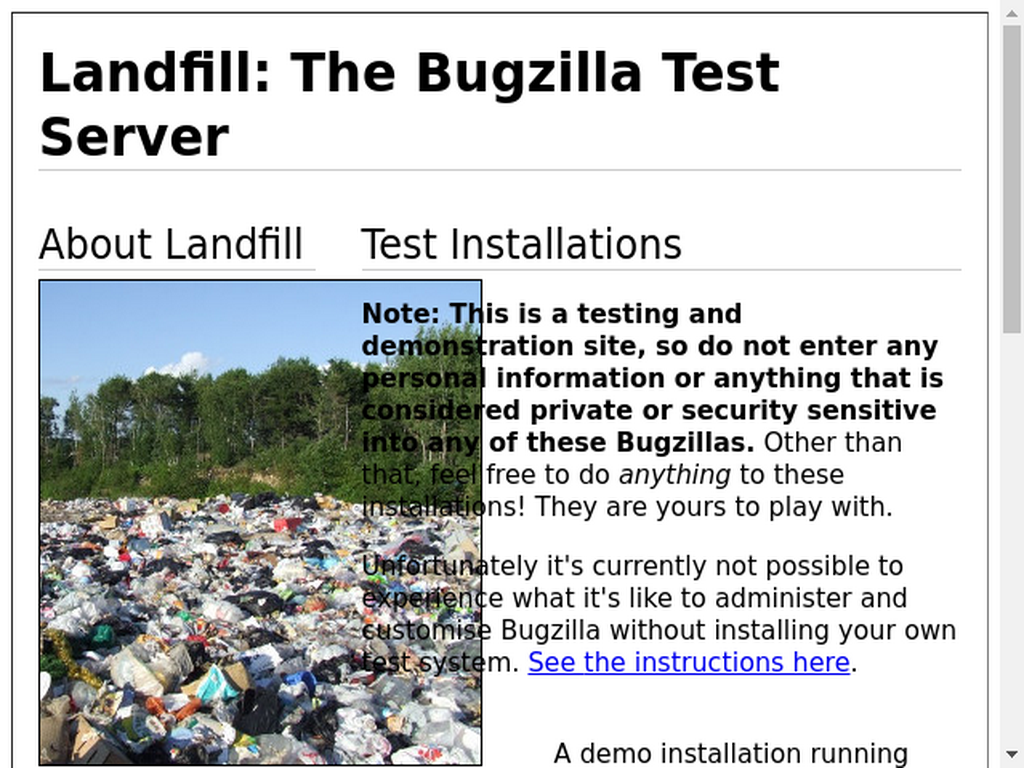 Landfill: The Bugzilla Test
Server
About Landfill
Test Installations
Note: This is a testing and
demonstration site, so do not enter any
personal information or anything that is
considered private or security sensitive
into any of these Bugzillas. Other than
that, feel free to do anything to these
installations! They are yours to play with.
Unfortunately it's currently not possible to
experience what it's like to administer and
customise Bugzilla without installing your own
test system. See the instructions here.
A demo installation running